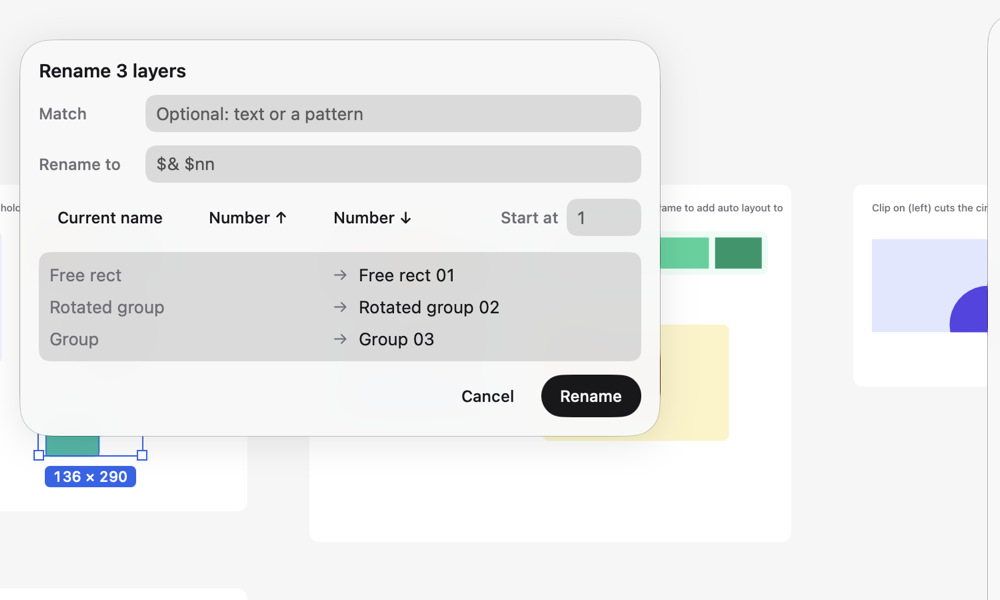 Rename 3 layers
Match Optional: text or a pattern
Rename to $& $nn
Current name Number ↑ Number ↓ Start at 1
Free rect → Free rect 01
Rotated group → Rotated group 02
Group → Group 03
Cancel Rename
136 × 290
to add auto layout to
Clip on (left) cuts the